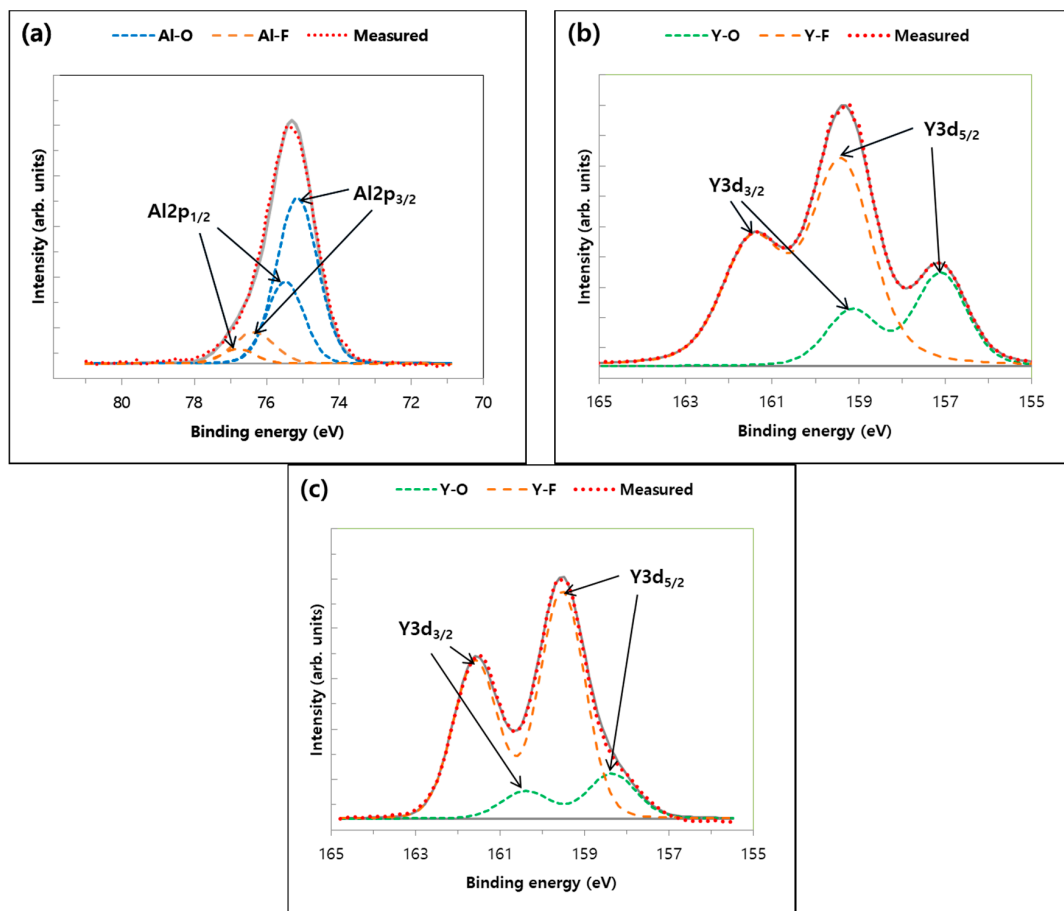 (a)
Al-O Al-F Measured
Intensity (arb. units)
Al2p1/2
Al2p3/2
80 78 76 74 72 70
Binding energy (eV)
(b)
Y-O Y-F Measured
Intensity (arb. units)
Y3d3/2
Y3d5/2
165 163 161 159 157 155
Binding energy (eV)
(c)
Y-O Y-F Measured
Intensity (arb. units)
Y3d3/2
Y3d5/2
165 163 161 159 157 155
Binding energy (eV)